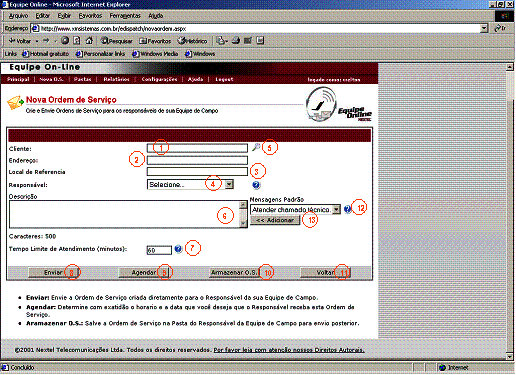 Equipe Online - Microsoft Internet Explorer
Arquivo Editar Exibir Favoritos Ferramentas Ajuda
Endereço http://www.xmsistemas.com.br/edispatch/novaordem.aspx Ir
Voltar Pesquisar Favoritos Histórico
Links Hotmail gratuito Personalizar links Windows Media Windows
Equipe On-Line
Principal | Nova O.S. | Pastas | Relatórios | Configurações | Ajuda | Logout
Nova Ordem de Serviço
Crie e Envie Ordens de Serviço para os responsáveis de sua Equipe de Campo
Equipe
Online
NEXTEL
Cliente: 1 5
Endereço: 2
Local de Referencia 3
Responsável: Selecione... 4
Descrição Mensagens Padrão
6 Atender chamado técnico. 12
<< Adicionar 13
Caracteres: 500
Tempo Limite de Atendimento (minutos): 60 7
Enviar 8 Agendar 9 Armazenar O.S. 10 Voltar 11
• Enviar: Envie a Ordem de Serviço criada diretamente para o Responsável da sua Equipe de Campo.
• Agendar: Determine com exatidão o horário e a data que você deseja que o Responsável receba esta Ordem de
Serviço.
• Aramazenar O.S.: Salve a Ordem de Serviço na Pasta do Responsável da Equipe de Campo para envio posterior.
©2001 Nextel Telecomunicações Ltda. Todos os direitos reservados. Por favor leia com atenção nossos Direitos Autorais.
Concluído Internet